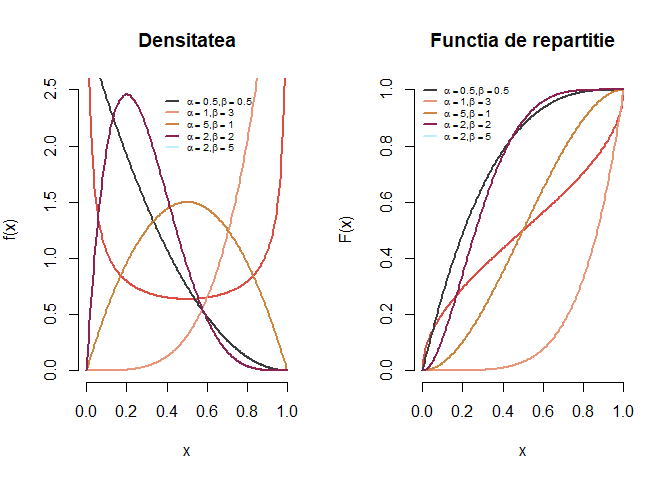 Densitatea
f(x)
2.5
2.0
1.5
1.0
0.5
0.0
α = 0.5,β = 0.5
α = 1,β = 3
α = 5,β = 1
α = 2,β = 2
α = 2,β = 5
0.0 0.2 0.4 0.6 0.8 1.0
x
Functia de repartitie
F(x)
1.0
0.8
0.6
0.4
0.2
0.0
α = 0.5,β = 0.5
α = 1,β = 3
α = 5,β = 1
α = 2,β = 2
α = 2,β = 5
0.0 0.2 0.4 0.6 0.8 1.0
x